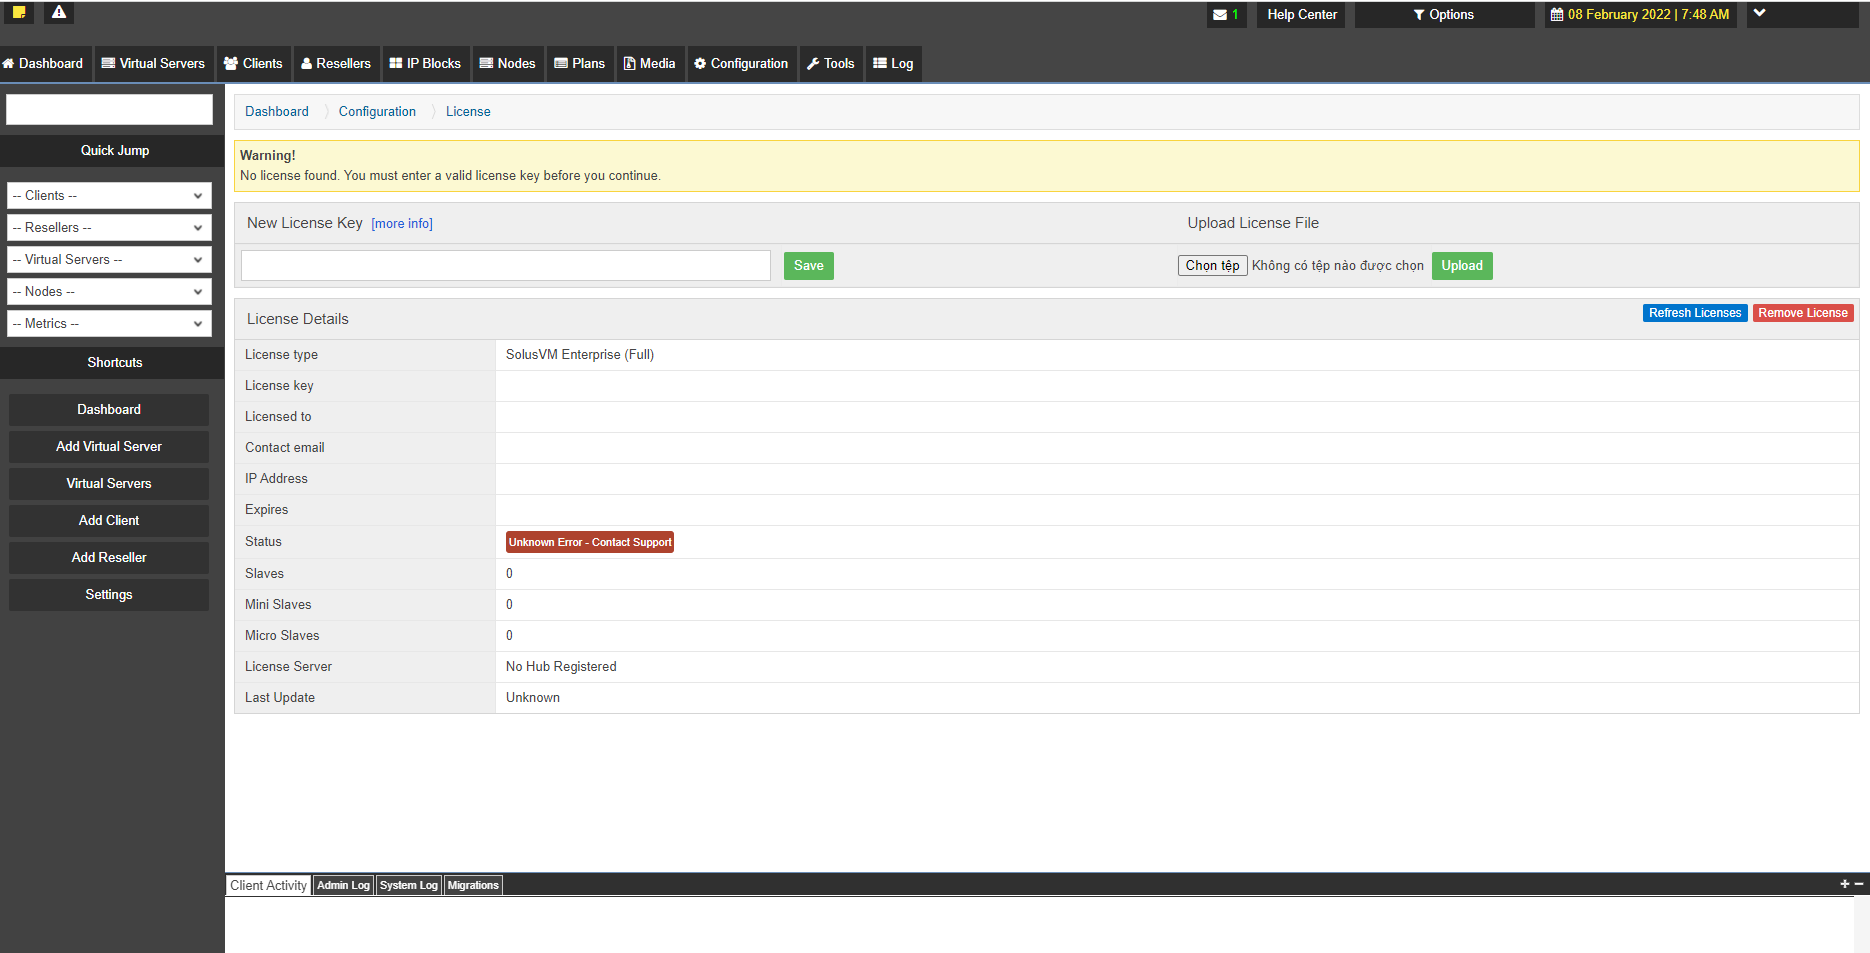 1
Help Center
Options
08 February 2022 | 7:48 AM
Dashboard
Virtual Servers
Clients
Resellers
IP Blocks
Nodes
Plans
Media
Configuration
Tools
Log
Quick Jump
-- Clients --
-- Resellers --
-- Virtual Servers --
-- Nodes --
-- Metrics --
Shortcuts
Dashboard
Add Virtual Server
Virtual Servers
Add Client
Add Reseller
Settings
Dashboard
Configuration
License
Warning!
No license found. You must enter a valid license key before you continue.
New License Key [more info]
Upload License File
Save
Chọn tệp Không có tệp nào được chọn
Upload
License Details
Refresh Licenses
Remove License
License type SolusVM Enterprise (Full)
License key
Licensed to
Contact email
IP Address
Expires
Status Unknown Error - Contact Support
Slaves 0
Mini Slaves 0
Micro Slaves 0
License Server No Hub Registered
Last Update Unknown
Client Activity
Admin Log
System Log
Migrations